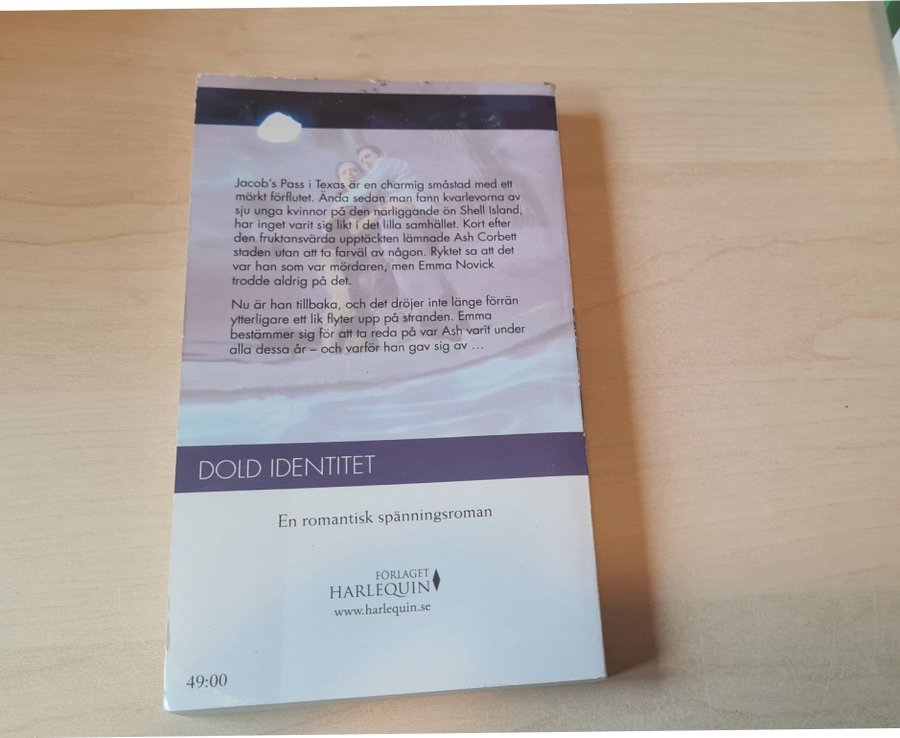 Jacob's Pass i Texas är en charmig småstad med ett
mörkt förflutet. Ända sedan man fann kvarlevorna av
sju unga kvinnor på den närliggande ön Shell Island,
har inget varit sig likt i det lilla samhället. Kort efter
den fruktansvärda upptäckten lämnade Ash Corbett
staden utan att ta farväl av någon. Ryktet sa att det
var han som var mördaren, men Emma Novick
trodde aldrig på det.
Nu är han tillbaka, och det dröjer inte länge förrän
ytterligare ett lik flyter upp på stranden. Emma
bestämmer sig för att ta reda på var Ash varit under
alla dessa år – och varför han gav sig av ...
DOLD IDENTITET
En romantisk spänningsroman
FÖRLAGET
HARLEQUIN
www.harlequin.se
49:00